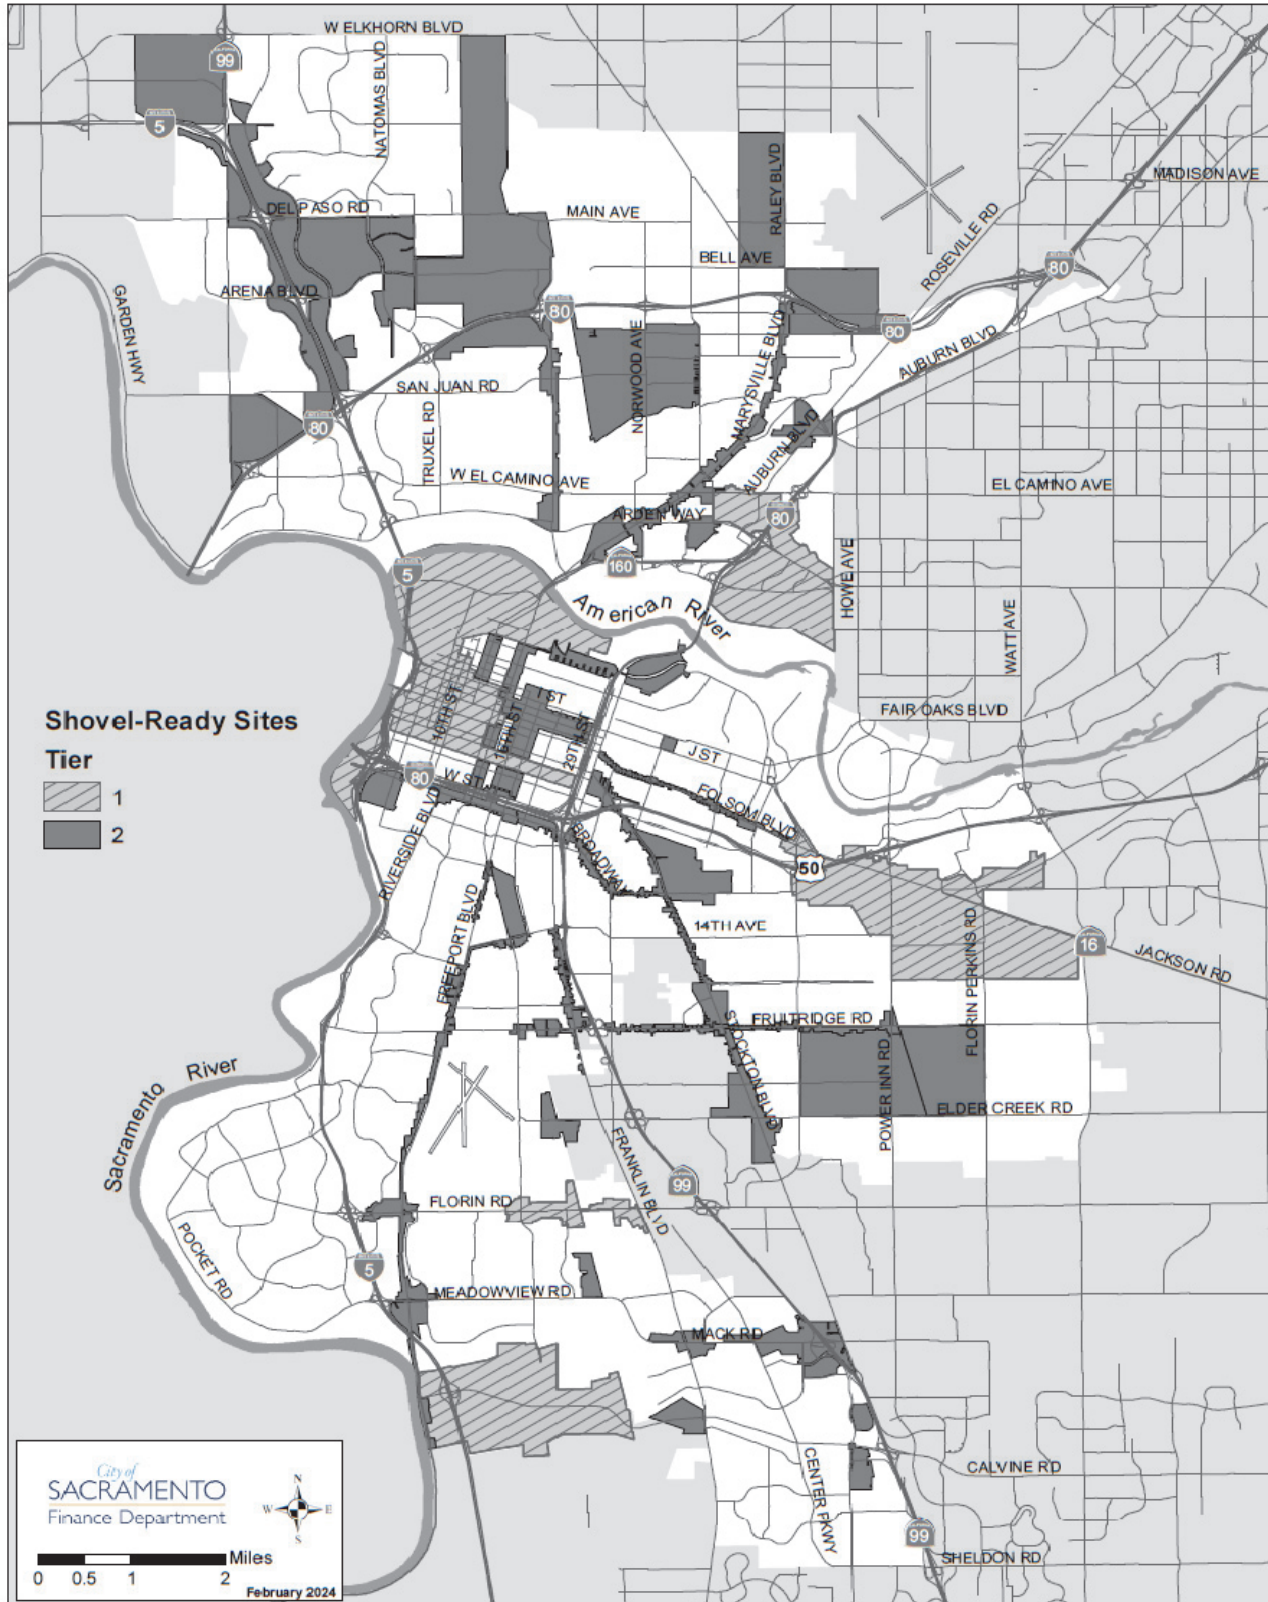 W ELKHORN BLVD
99
NATOMAS BLVD
5
RALEY BLVD
MADISON AVE
DEL PASO RD
MAIN AVE
ROSEVILLE RD
BELL AVE
80
ARENA BLVD
GARDEN HWY
80
NORWOOD AVE
MARYSVILLE BLVD
80
AUBURN BLVD
SAN JUAN RD
80
TRUXEL RD
AUBURN BLVD
W EL CAMINO AVE
EL CAMINO AVE
ARDEN WAY
80
160
5
HOWE AVE
American River
WATT AVE
FAIR OAKS BLVD
Shovel-Ready Sites
Tier
1
2
I ST
29TH ST
J ST
80
W ST
FOLSOM BLVD
RIVERSIDE BLVD
BROADWAY
50
14TH AVE
FREEPORT BLVD
FLORIN PERKINS RD
16
JACKSON RD
FRUITRIDGE RD
STOCKTON BLVD
POWER INN RD
Sacramento River
ELDER CREEK RD
FRANKLIN BLVD
99
FLORIN RD
POCKET RD
5
MEADOWVIEW RD
MACK RD
CENTER PKWY
CALVINE RD
99
SHELDON RD
City of
SACRAMENTO
Finance Department
N
W E
S
Miles
0 0.5 1 2
February 2024